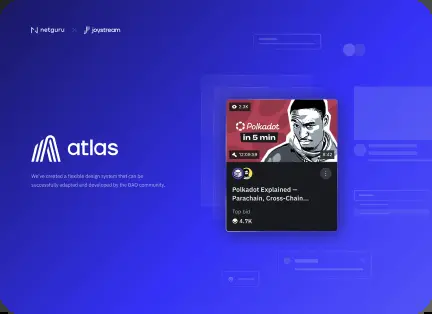 netguru × joystream
atlas
We've created a flexible design system that can be
successfully adapted and developed by the DAO community.
2.3K
Polkadot
in 5 min
12:09:59
8:42
Polkadot Explained —
Parachain, Cross-Chain...
Top bid
4.7K